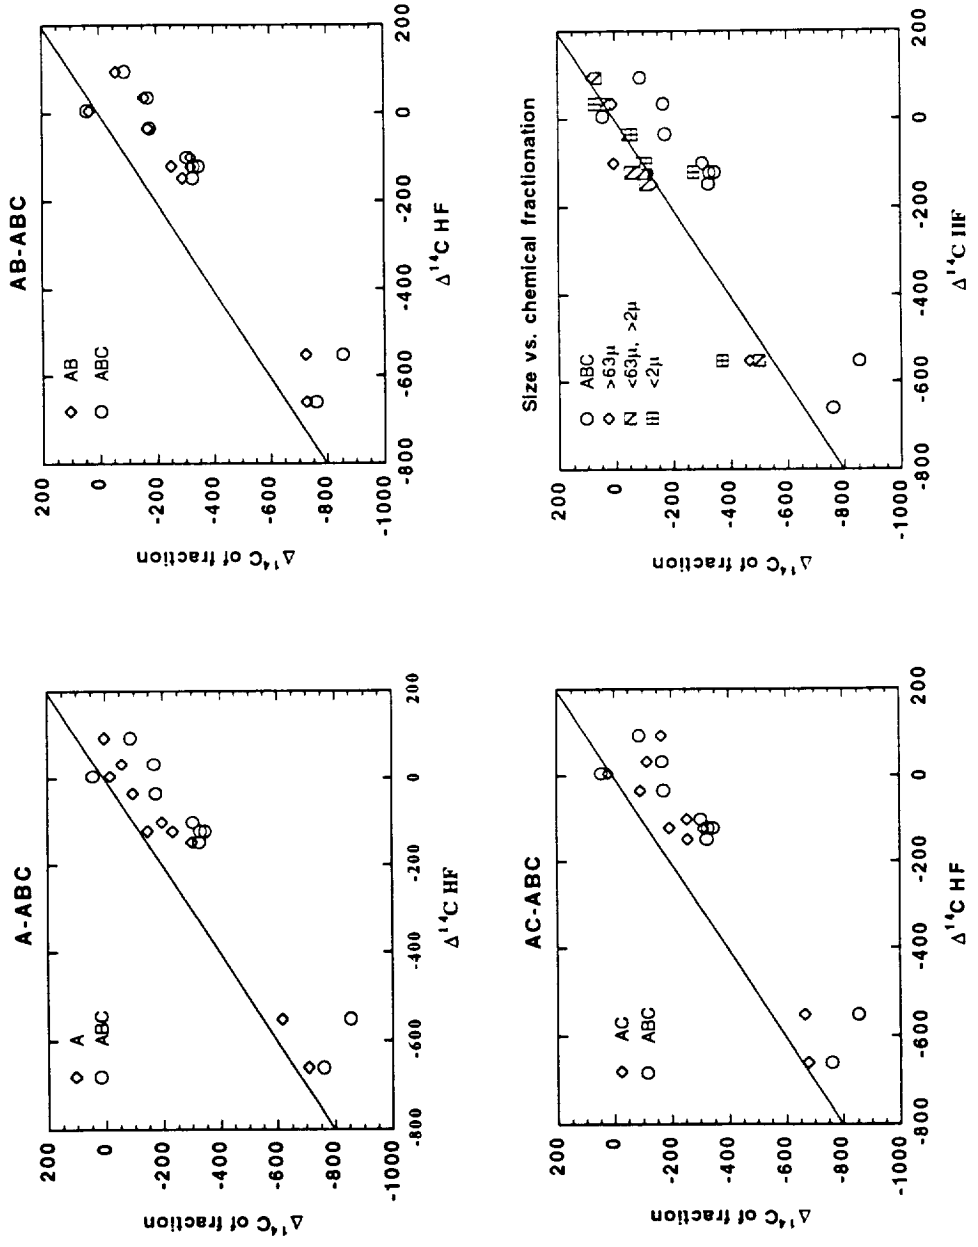 A-ABC
◇ A
○ ABC
200
0
-200
-400
-600
-800
-1000
Δ¹⁴C of fraction
-800
-600
-400
-200
0
200
Δ¹⁴C HF
AB-ABC
◇ AB
○ ABC
200
0
-200
-400
-600
-800
-1000
Δ¹⁴C of fraction
-800
-600
-400
-200
0
200
Δ¹⁴C HF
AC-ABC
◇ AC
○ ABC
200
0
-200
-400
-600
-800
-1000
Δ¹⁴C of fraction
-800
-600
-400
-200
0
200
Δ¹⁴C HF
Size vs. chemical fractionation
○ ABC
◇ >63μ
<63μ, >2μ
<2μ
200
0
-200
-400
-600
-800
-1000
Δ¹⁴C of fraction
-800
-600
-400
-200
0
200
Δ¹⁴C HF